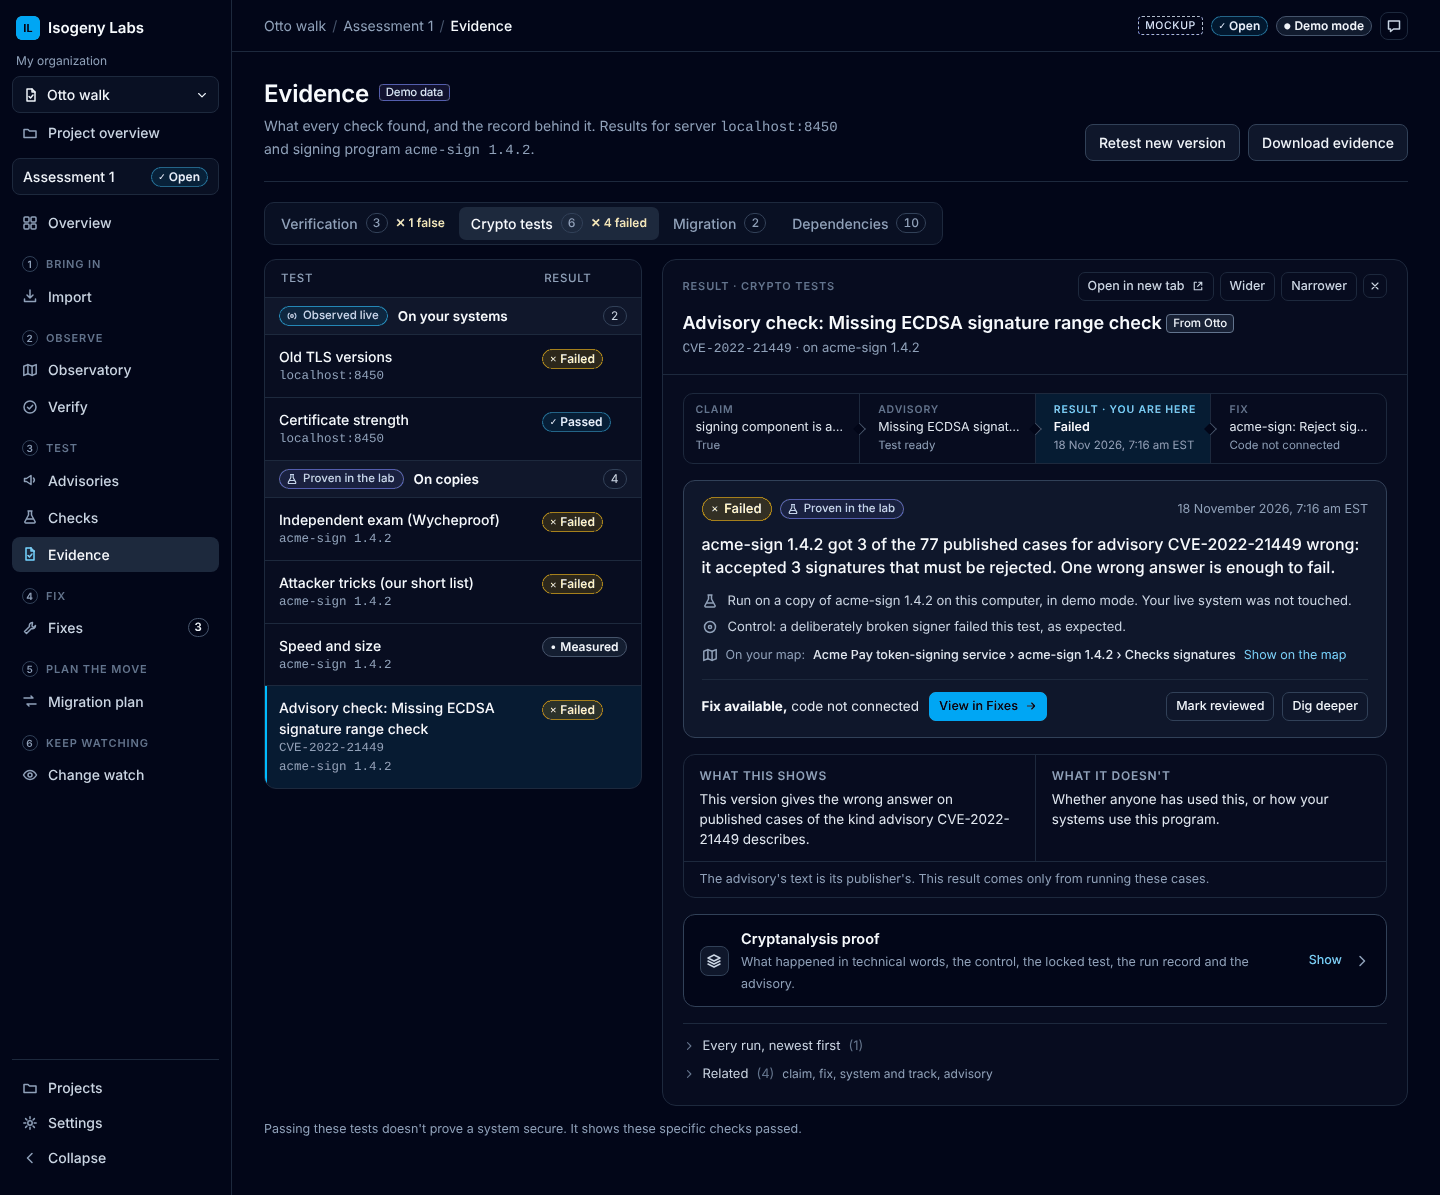 IL Isogeny Labs
My organization
Otto walk
Project overview
Assessment 1 ✓ Open
Overview
1 BRING IN
Import
2 OBSERVE
Observatory
Verify
3 TEST
Advisories
Checks
Evidence
4 FIX
Fixes 3
5 PLAN THE MOVE
Migration plan
6 KEEP WATCHING
Change watch
Projects
Settings
Collapse
Otto walk / Assessment 1 / Evidence
MOCKUP ✓ Open • Demo mode
Evidence Demo data
What every check found, and the record behind it. Results for server localhost:8450
and signing program acme-sign 1.4.2.
Retest new version Download evidence
Verification 3 ✕ 1 false Crypto tests 6 ✕ 4 failed Migration 2 Dependencies 10
TEST RESULT
Observed live On your systems 2
Old TLS versions × Failed
localhost:8450
Certificate strength ✓ Passed
localhost:8450
Proven in the lab On copies 4
Independent exam (Wycheproof) × Failed
acme-sign 1.4.2
Attacker tricks (our short list) × Failed
acme-sign 1.4.2
Speed and size • Measured
acme-sign 1.4.2
Advisory check: Missing ECDSA × Failed
signature range check
CVE-2022-21449
acme-sign 1.4.2
RESULT · CRYPTO TESTS Open in new tab Wider Narrower ×
Advisory check: Missing ECDSA signature range check From Otto
CVE-2022-21449 · on acme-sign 1.4.2
CLAIM
signing component is a...
True
ADVISORY
Missing ECDSA signat...
Test ready
RESULT · YOU ARE HERE
Failed
18 Nov 2026, 7:16 am EST
FIX
acme-sign: Reject sig...
Code not connected
× Failed Proven in the lab 18 November 2026, 7:16 am EST
acme-sign 1.4.2 got 3 of the 77 published cases for advisory CVE-2022-21449 wrong:
it accepted 3 signatures that must be rejected. One wrong answer is enough to fail.
Run on a copy of acme-sign 1.4.2 on this computer, in demo mode. Your live system was not touched.
Control: a deliberately broken signer failed this test, as expected.
On your map: Acme Pay token-signing service › acme-sign 1.4.2 › Checks signatures Show on the map
Fix available, code not connected View in Fixes → Mark reviewed Dig deeper
WHAT THIS SHOWS
This version gives the wrong answer on
published cases of the kind advisory CVE-2022-
21449 describes.
WHAT IT DOESN'T
Whether anyone has used this, or how your
systems use this program.
The advisory's text is its publisher's. This result comes only from running these cases.
Cryptanalysis proof
What happened in technical words, the control, the locked test, the run record and the
advisory.
Show
Every run, newest first (1)
Related (4) claim, fix, system and track, advisory
Passing these tests doesn't prove a system secure. It shows these specific checks passed.